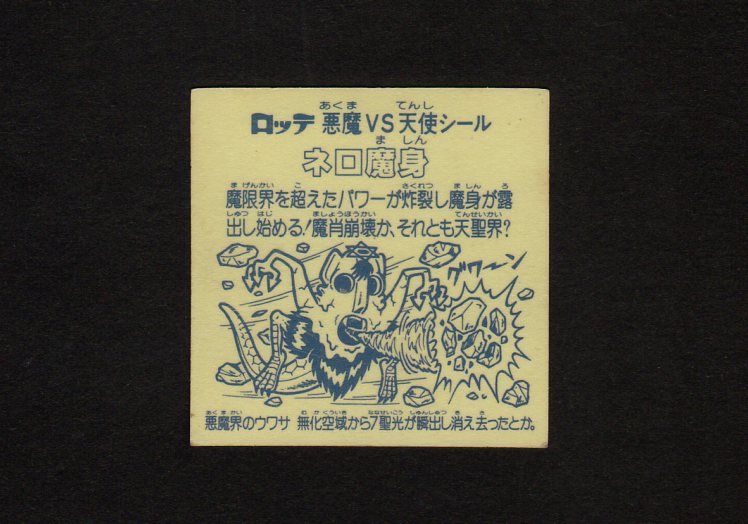 ロッテ 悪魔VS天使シール
ネロ魔身
魔限界を超えたパワーが炸裂し魔身が露
出し始める!魔肖崩壊か、それとも天聖界?
グワーン
悪魔界のウワサ 無化空域から7聖光が瞬出し消え去ったとか。